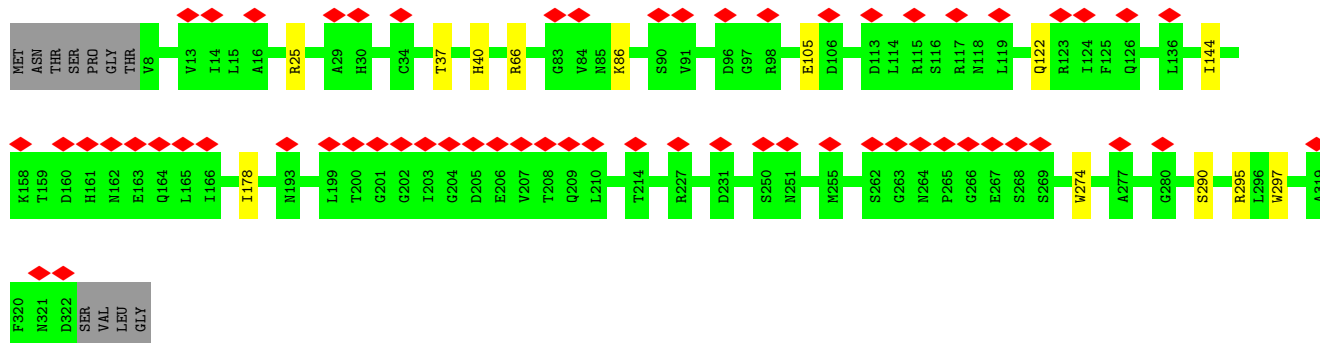 MET ASN THR SER PRO GLY THR V8 V13 I14 L15 A16 R25 A29 H30 C34 T37 H40 R66 G83 V84 N85 K86 S90 V91 D96 G97 R98 E105 D106 D113 L114 R115 S116 R117 N118 L119 Q122 R123 I124 F125 Q126 L136 I144
K158 T159 D160 H161 N162 E163 Q164 L165 I166 I178 N193 L199 T200 G201 G202 I203 G204 D205 E206 V207 T208 Q209 L210 T214 R227 D231 S250 N251 M255 S262 G263 N264 P265 G266 E267 S268 S269 W274 A277 G280 S290 R295 L296 W297 A319
F320 N321 D322 SER VAL LEU GLY